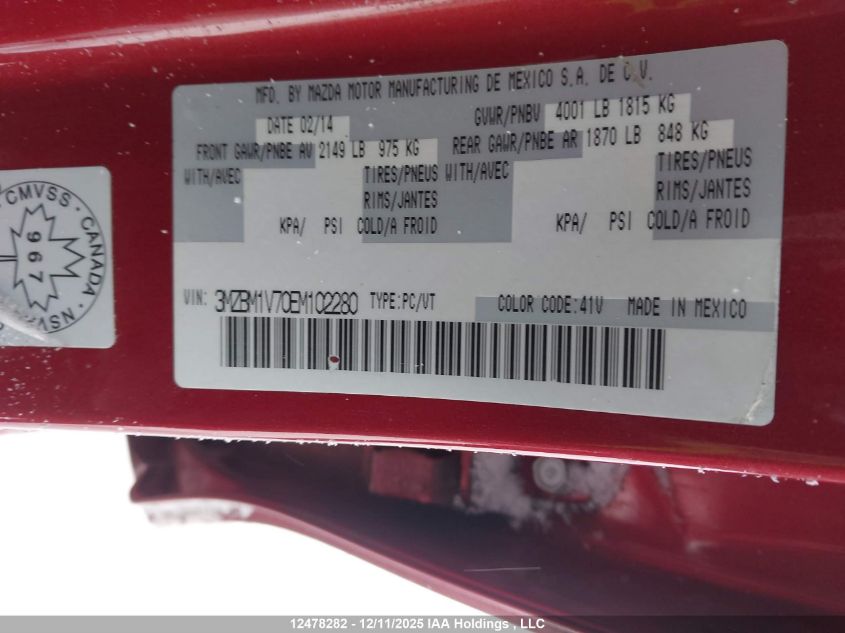 MFD. BY MAZDA MOTOR MANUFACTURING DE MEXICO S.A. DE C.V.
DATE 02/14 GVWR/PNBV 4001 LB 1815 KG
FRONT GAWR/PNBE AV 2149 LB 975 KG REAR GAWR/PNBE AR 1870 LB 848 KG
WITH/AVEC TIRES/PNEUS WITH/AVEC TIRES/PNEUS
RIMS/JANTES RIMS/JANTES
KPA/ PSI COLD/A FROID KPA/ PSI COLD/A FROID
VIN: 3MZBM1V70EM102280 TYPE:PC/VT COLOR CODE:41V MADE IN MEXICO
CMVSS · CANADA
967
12478282 - 12/11/2025 IAA Holdings , LLC